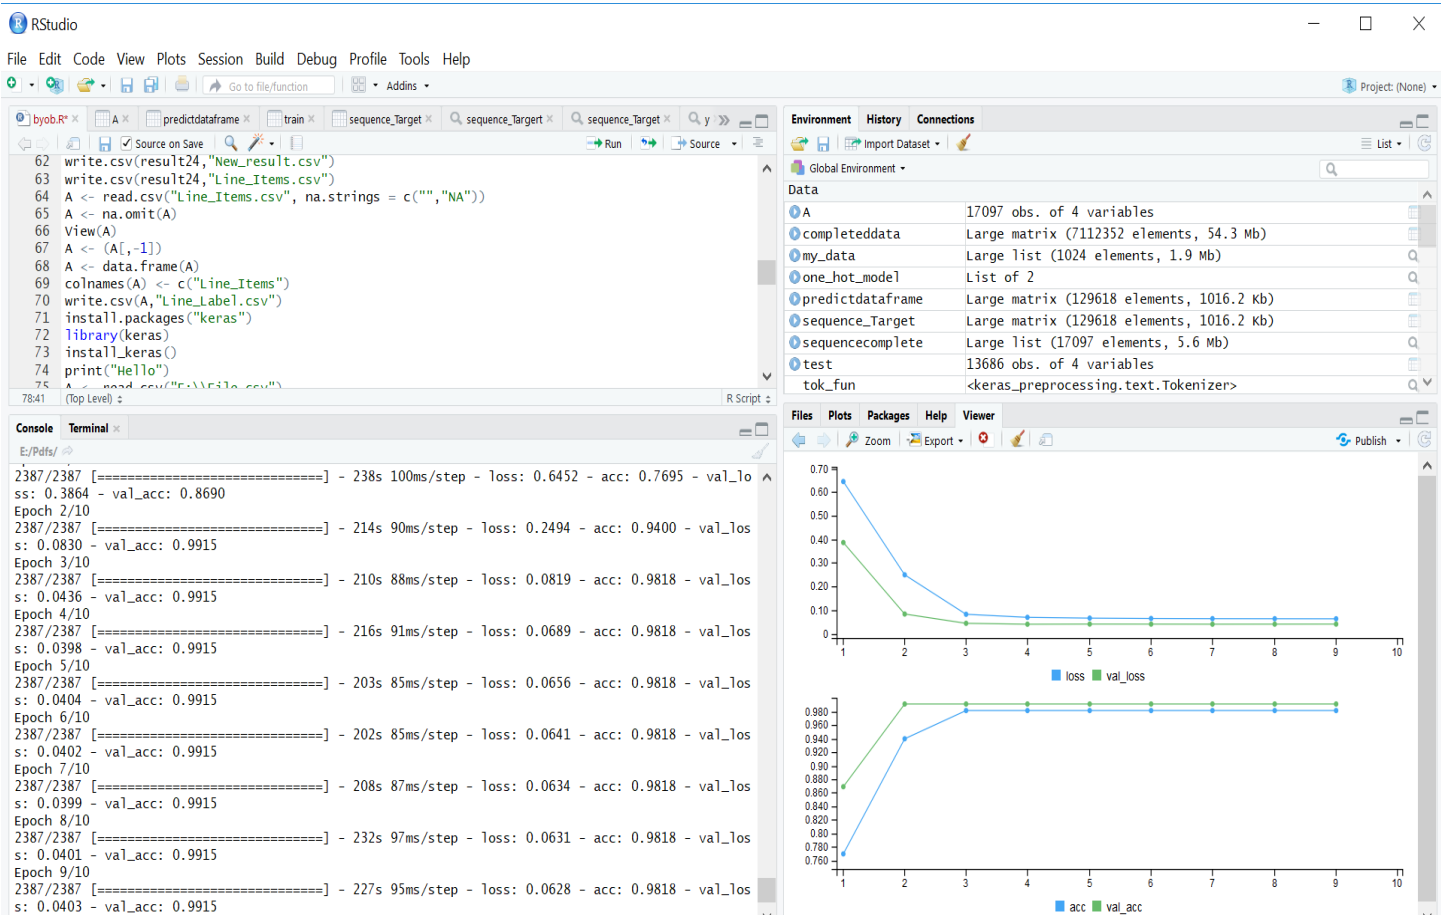 RStudio
File Edit Code View Plots Session Build Debug Profile Tools Help
Go to file/function
Addins
Project: (None)
byob.R* A predictdataframe train sequence_Target sequence_Targert sequence_Target y
Source on Save Run Source
62 write.csv(result24,"New_result.csv")
63 write.csv(result24,"Line_Items.csv")
64 A <- read.csv("Line_Items.csv", na.strings = c("","NA"))
65 A <- na.omit(A)
66 View(A)
67 A <- (A[,-1])
68 A <- data.frame(A)
69 colnames(A) <- c("Line_Items")
70 write.csv(A,"Line_Label.csv")
71 install.packages("keras")
72 library(keras)
73 install_keras()
74 print("Hello")
75 A <- read.csv("E:\\File.csv")
78:41 (Top Level) R Script
Console Terminal
E:/Pdfs/
2387/2387 [==============================] - 238s 100ms/step - loss: 0.6452 - acc: 0.7695 - val_lo
ss: 0.3864 - val_acc: 0.8690
Epoch 2/10
2387/2387 [==============================] - 214s 90ms/step - loss: 0.2494 - acc: 0.9400 - val_los
s: 0.0830 - val_acc: 0.9915
Epoch 3/10
2387/2387 [==============================] - 210s 88ms/step - loss: 0.0819 - acc: 0.9818 - val_los
s: 0.0436 - val_acc: 0.9915
Epoch 4/10
2387/2387 [==============================] - 216s 91ms/step - loss: 0.0689 - acc: 0.9818 - val_los
s: 0.0398 - val_acc: 0.9915
Epoch 5/10
2387/2387 [==============================] - 203s 85ms/step - loss: 0.0656 - acc: 0.9818 - val_los
s: 0.0404 - val_acc: 0.9915
Epoch 6/10
2387/2387 [==============================] - 202s 85ms/step - loss: 0.0641 - acc: 0.9818 - val_los
s: 0.0402 - val_acc: 0.9915
Epoch 7/10
2387/2387 [==============================] - 208s 87ms/step - loss: 0.0634 - acc: 0.9818 - val_los
s: 0.0399 - val_acc: 0.9915
Epoch 8/10
2387/2387 [==============================] - 232s 97ms/step - loss: 0.0631 - acc: 0.9818 - val_los
s: 0.0401 - val_acc: 0.9915
Epoch 9/10
2387/2387 [==============================] - 227s 95ms/step - loss: 0.0628 - acc: 0.9818 - val_los
s: 0.0403 - val_acc: 0.9915
Environment History Connections
Import Dataset List
Global Environment
Data
A 17097 obs. of 4 variables
completeddata Large matrix (7112352 elements, 54.3 Mb)
my_data Large list (1024 elements, 1.9 Mb)
one_hot_model List of 2
predictdataframe Large matrix (129618 elements, 1016.2 Kb)
sequence_Target Large matrix (129618 elements, 1016.2 Kb)
sequencecomplete Large list (17097 elements, 5.6 Mb)
test 13686 obs. of 4 variables
tok_fun <keras_preprocessing.text.Tokenizer>
Files Plots Packages Help Viewer
Zoom Export Publish
0.70
0.60
0.50
0.40
0.30
0.20
0.10
0
1 2 3 4 5 6 7 8 9 10
loss val_loss
0.980
0.960
0.940
0.920
0.90
0.880
0.860
0.840
0.820
0.80
0.760
1 2 3 4 5 6 7 8 9 10
acc val_acc